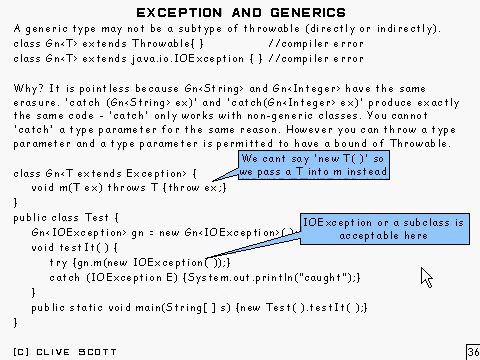 EXCEPTION AND GENERICS
A generic type may not be a subtype of throwable (directly or indirectly).
class Gn<T> extends Throwable{ } //compiler error
class Gn<T> extends java.io.IOException { } //compiler error
Why? It is pointless because Gn<String> and Gn<Integer> have the same
erasure. 'catch (Gn<String> ex)' and 'catch(Gn<Integer> ex)' produce exactly
the same code - 'catch' only works with non-generic classes. You cannot
'catch' a type parameter for the same reason. However you can throw a type
parameter and a type parameter is permitted to have a bound of Throwable.
We cant say 'new T( )' so
we pass a T into m instead
class Gn<T extends Exception> {
void m(T ex) throws T {throw ex;}
}
public class Test {
IOException or a subclass is
acceptable here
Gn<IOException> gn = new Gn<IOException>( )
void testIt( ) {
try {gn.m(new IOException( ));}
catch (IOException E) {System.out.println("caught");}
}
public static void main(String[ ] s) {new Test( ).testIt( );}
}
(C) CLIVE SCOTT
36